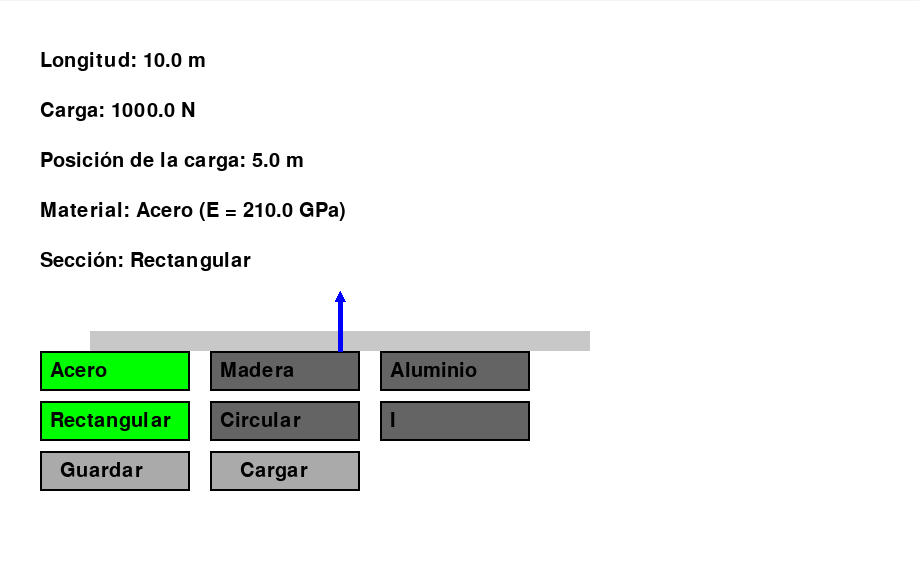 Longitud: 10.0 m
Carga: 1000.0 N
Posición de la carga: 5.0 m
Material: Acero (E = 210.0 GPa)
Sección: Rectangular
Acero Madera Aluminio
Rectangular Circular I
Guardar Cargar